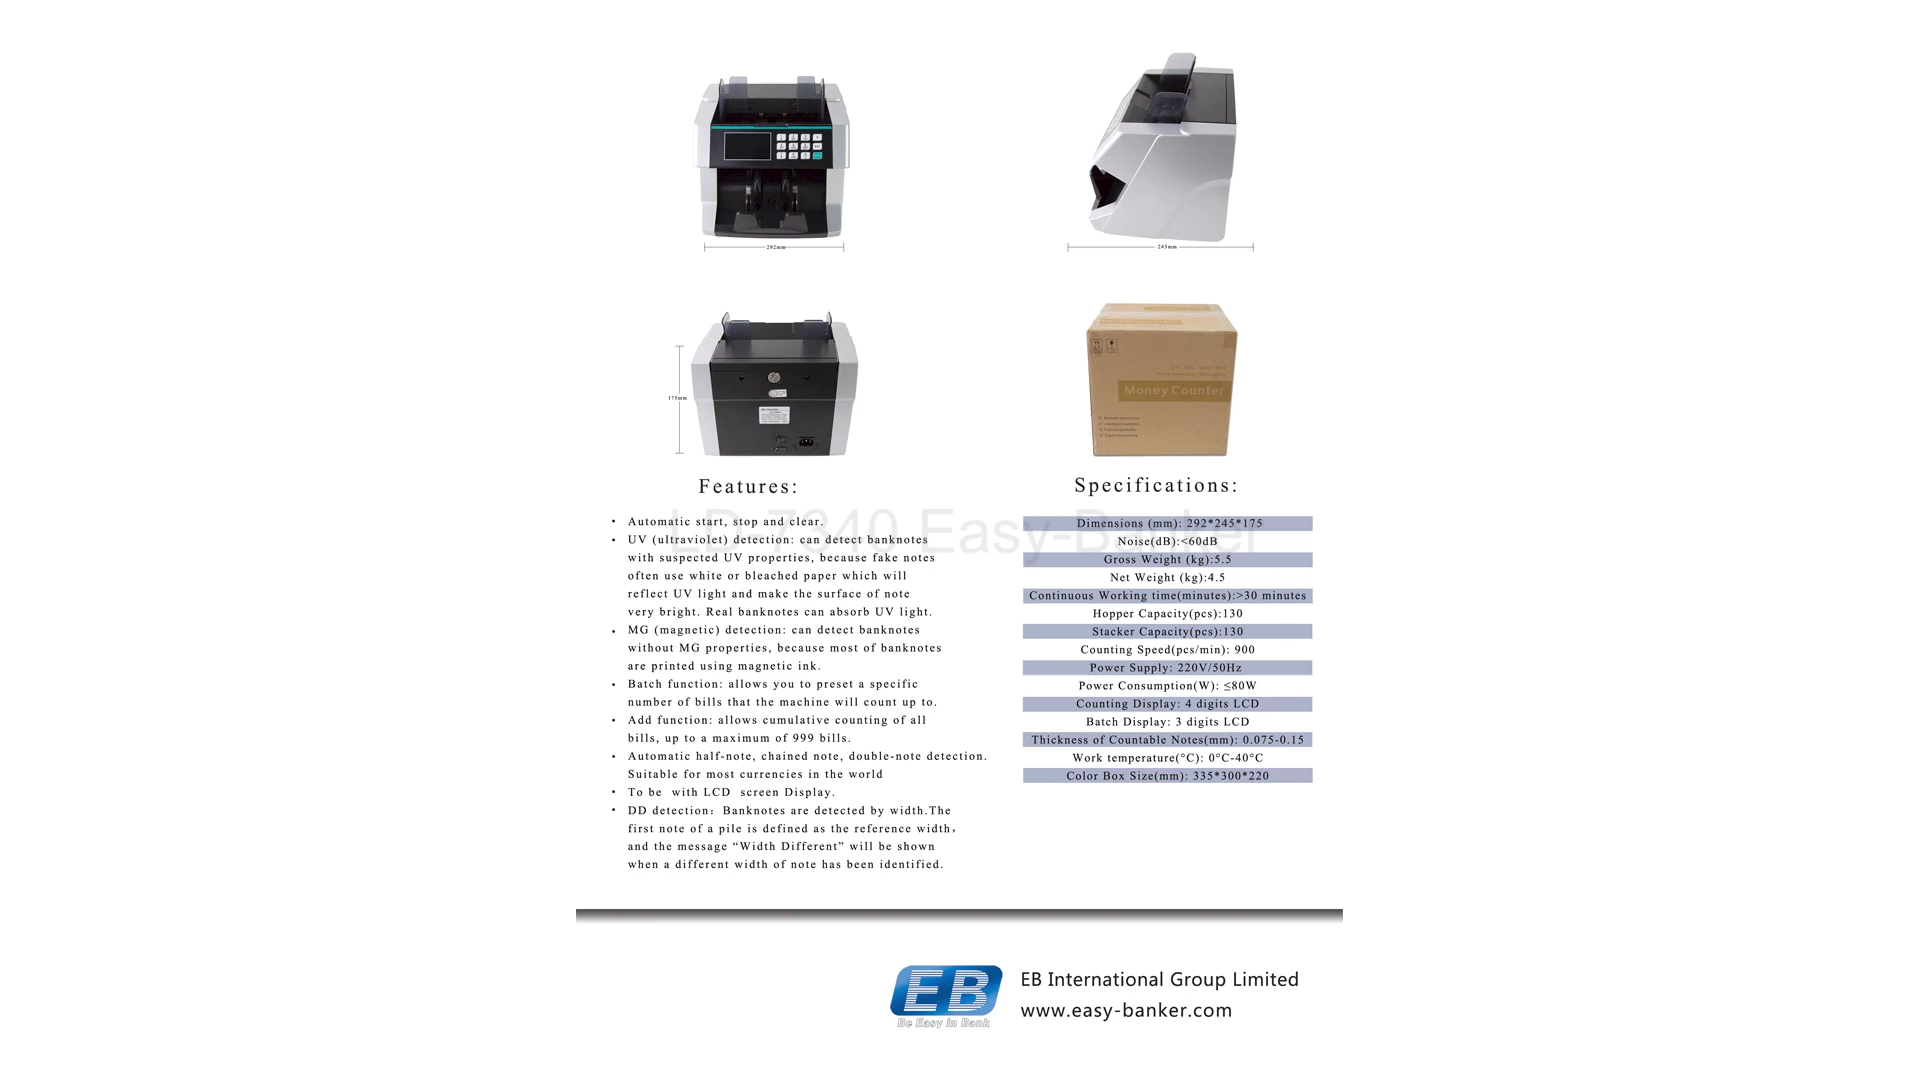 292mm
245mm
175mm
Money Counter
Features:
• Automatic start, stop and clear.
• UV (ultraviolet) detection: can detect banknotes
with suspected UV properties, because fake notes
often use white or bleached paper which will
reflect UV light and make the surface of note
very bright. Real banknotes can absorb UV light.
• MG (magnetic) detection: can detect banknotes
without MG properties, because most of banknotes
are printed using magnetic ink.
• Batch function: allows you to preset a specific
number of bills that the machine will count up to.
• Add function: allows cumulative counting of all
bills, up to a maximum of 999 bills.
• Automatic half-note, chained note, double-note detection.
Suitable for most currencies in the world
• To be with LCD screen Display.
• DD detection：Banknotes are detected by width.The
first note of a pile is defined as the reference width，
and the message “Width Different” will be shown
when a different width of note has been identified.
Specifications:
Dimensions (mm): 292*245*175
Noise(dB):<60dB
Gross Weight (kg):5.5
Net Weight (kg):4.5
Continuous Working time(minutes):>30 minutes
Hopper Capacity(pcs):130
Stacker Capacity(pcs):130
Counting Speed(pcs/min): 900
Power Supply: 220V/50Hz
Power Consumption(W): ≤80W
Counting Display: 4 digits LCD
Batch Display: 3 digits LCD
Thickness of Countable Notes(mm): 0.075-0.15
Work temperature(°C): 0°C-40°C
Color Box Size(mm): 335*300*220
LD-7340 Easy-Banker
EB
Be Easy in Bank
EB International Group Limited
www.easy-banker.com